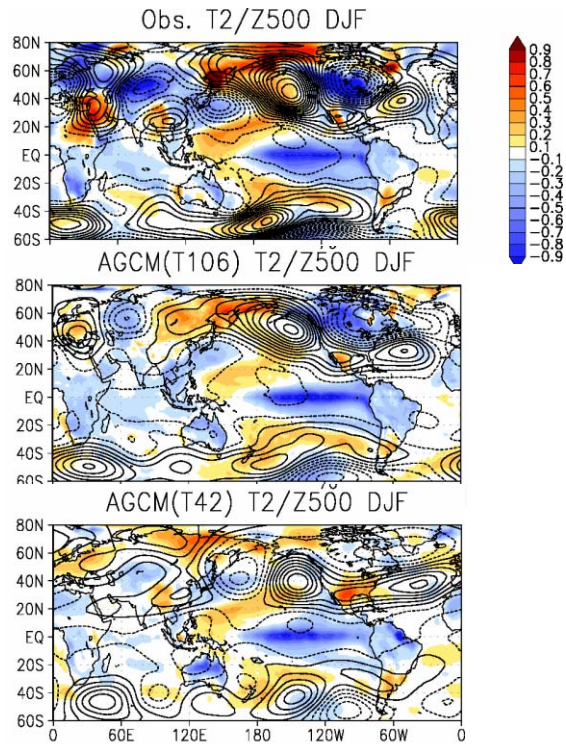 Obs. T2/Z500 DJF
80N
60N
40N
20N
EQ
20S
40S
60S
0.9
0.8
0.7
0.6
0.5
0.4
0.3
0.2
0.1
−0.1
−0.3
−0.5
−0.6
−0.7
−0.8
−0.9
AGCM(T106) T2/Z500 DJF
80N
60N
40N
20N
EQ
20S
40S
60S
AGCM(T42) T2/Z500 DJF
80N
60N
40N
20N
EQ
20S
40S
60S
0 60E 120E 180 120W 60W 0